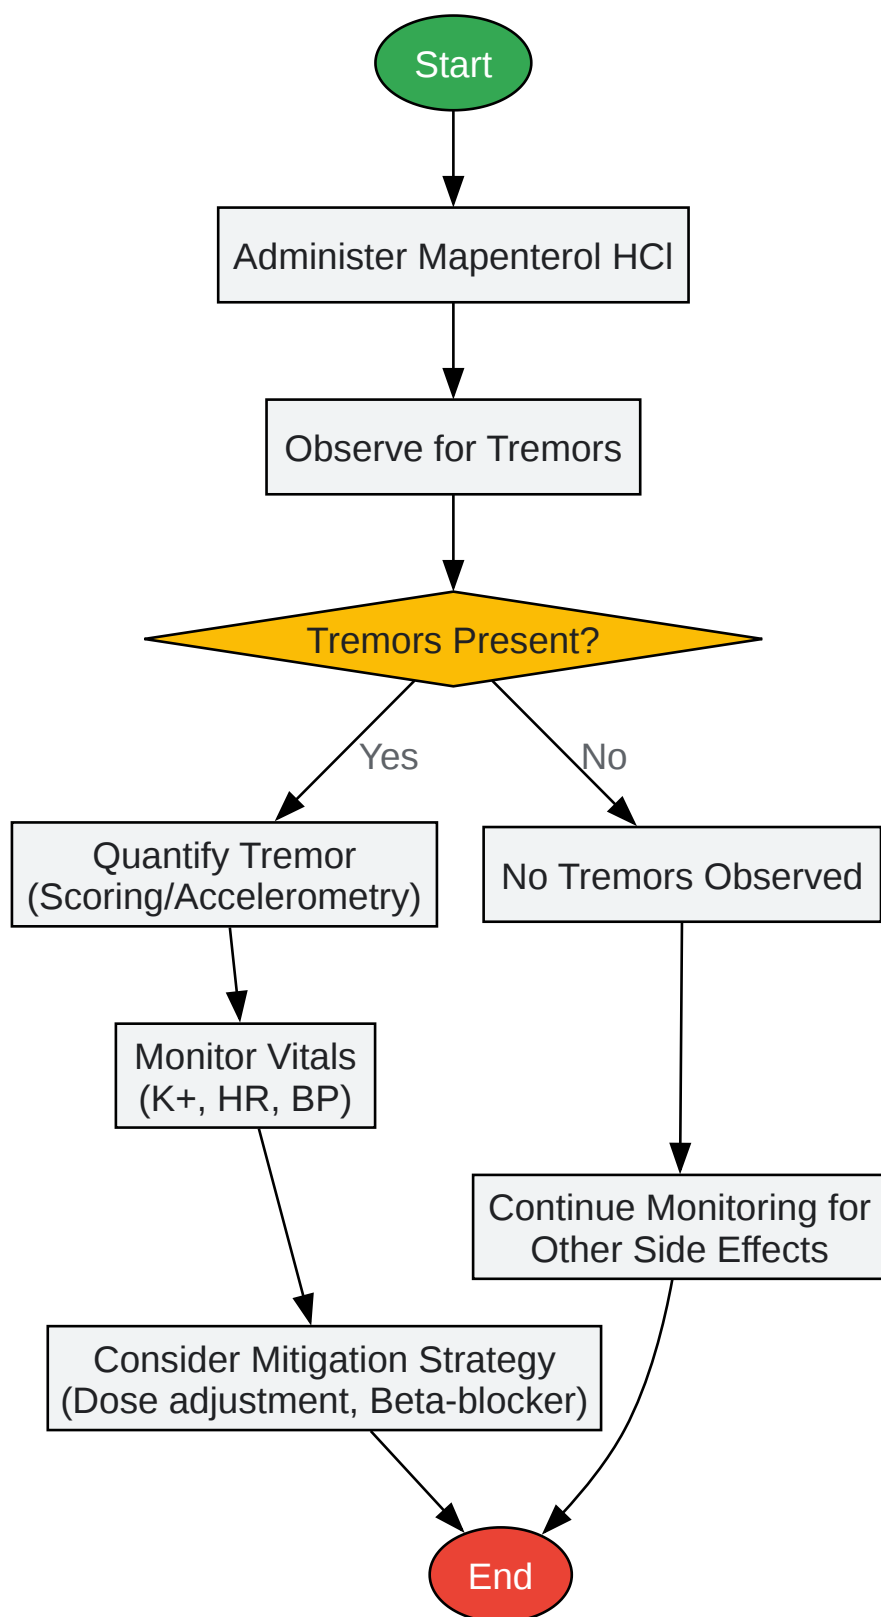 Start
Administer Mapenterol HCl
Observe for Tremors
Tremors Present?
Yes
No
Quantify Tremor
(Scoring/Accelerometry)
No Tremors Observed
Monitor Vitals
(K+, HR, BP)
Continue Monitoring for
Other Side Effects
Consider Mitigation Strategy
(Dose adjustment, Beta-blocker)
End